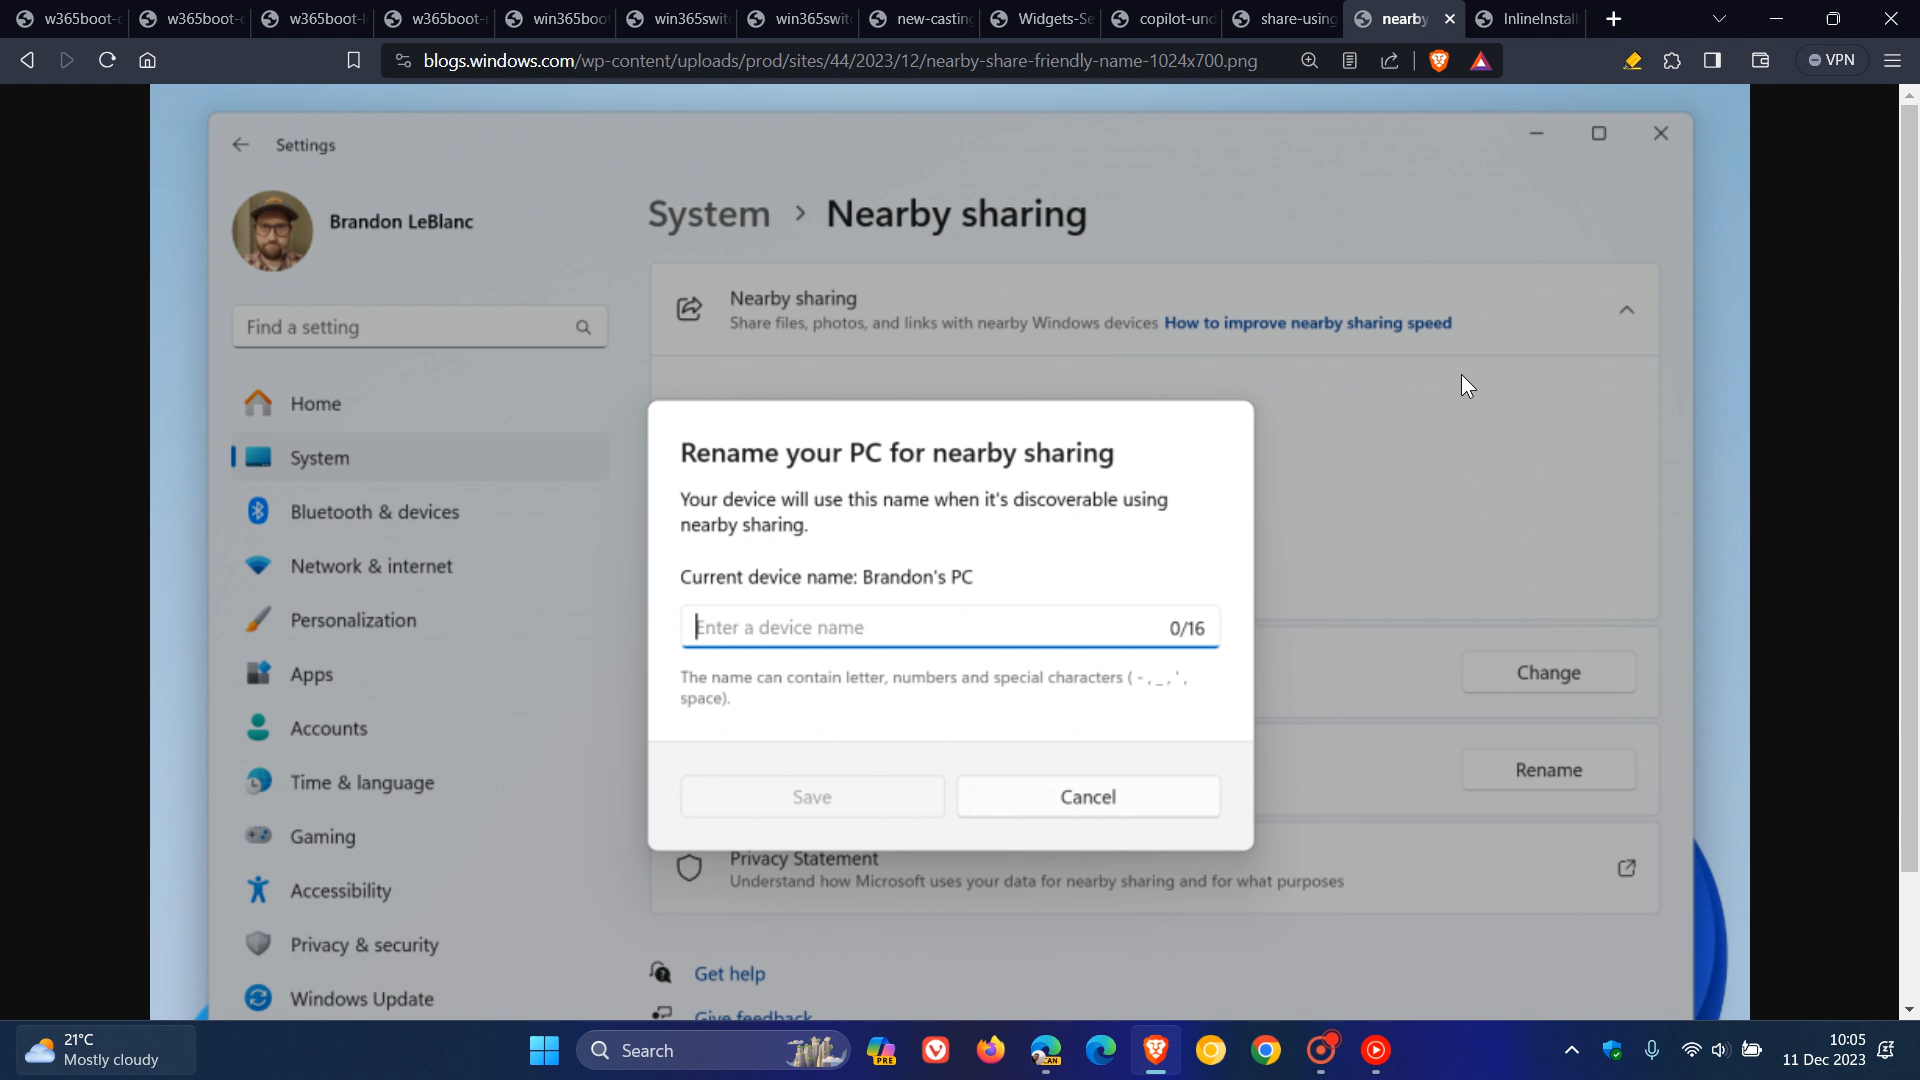 w365boot-
w365boot-
w365boot-
w365boot-
win365boo
win365swit
win365swit
new-casting
Widgets-Se
copilot-und
share-using
nearby
InlineInstall
blogs.windows.com/wp-content/uploads/prod/sites/44/2023/12/nearby-share-friendly-name-1024x700.png
VPN
Settings
Brandon LeBlanc
Find a setting
Home
System
Bluetooth & devices
Network & internet
Personalization
Apps
Accounts
Time & language
Gaming
Accessibility
Privacy & security
Windows Update
System > Nearby sharing
Nearby sharing
Share files, photos, and links with nearby Windows devices How to improve nearby sharing speed
Rename your PC for nearby sharing
Your device will use this name when it's discoverable using
nearby sharing.
Current device name: Brandon's PC
Enter a device name 0/16
The name can contain letter, numbers and special characters ( - , _ , ' ,
space).
Save
Cancel
Change
Rename
Privacy Statement
Understand how Microsoft uses your data for nearby sharing and for what purposes
Get help
Give feedback
21°C
Mostly cloudy
Search
PRE
CAN
10:05
11 Dec 2023